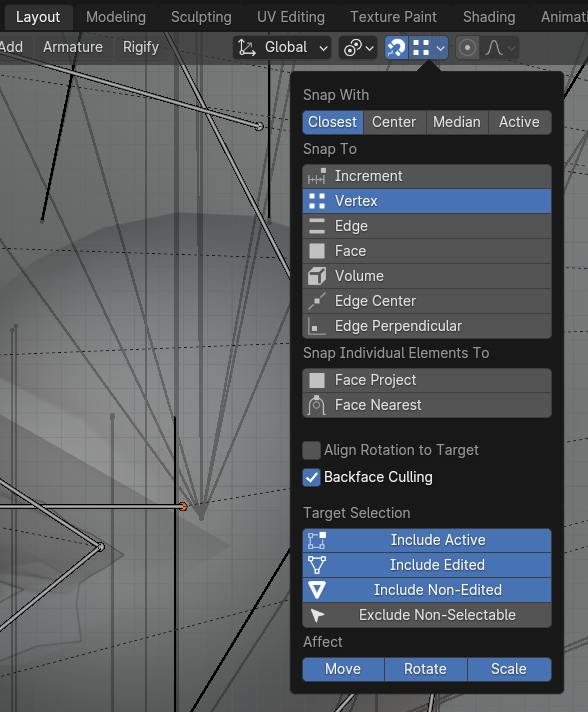 Layout Modeling Sculpting UV Editing Texture Paint Shading Animati
Add Armature Rigify Global
Snap With
Closest Center Median Active
Snap To
Increment
Vertex
Edge
Face
Volume
Edge Center
Edge Perpendicular
Snap Individual Elements To
Face Project
Face Nearest
Align Rotation to Target
Backface Culling
Target Selection
Include Active
Include Edited
Include Non-Edited
Exclude Non-Selectable
Affect
Move Rotate Scale